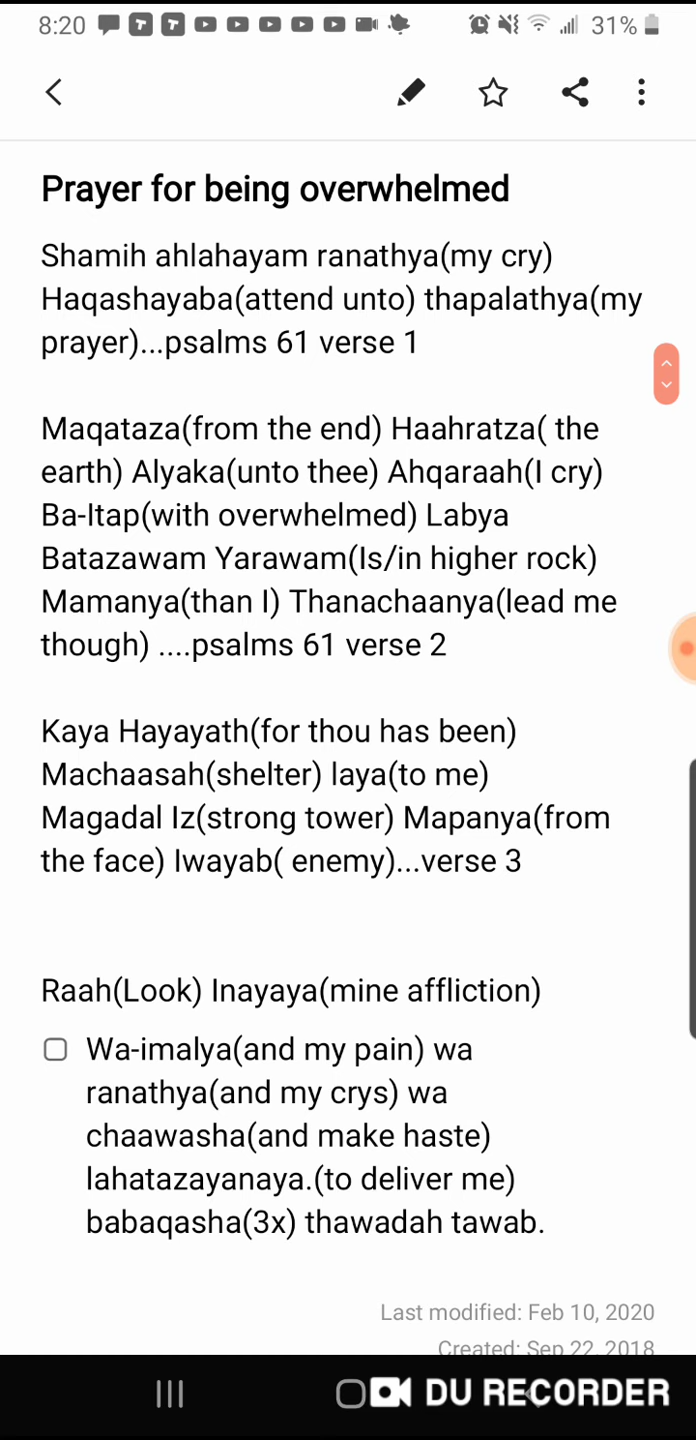 8:20
31%
Prayer for being overwhelmed
Shamih ahlahayam ranathya(my cry)
Haqashayaba(attend unto) thapalathya(my
prayer)...psalms 61 verse 1
Maqataza(from the end) Haahratza( the
earth) Alyaka(unto thee) Ahqaraah(I cry)
Ba-Itap(with overwhelmed) Labya
Batazawam Yarawam(Is/in higher rock)
Mamanya(than I) Thanachaanya(lead me
though) ....psalms 61 verse 2
Kaya Hayayath(for thou has been)
Machaasah(shelter) laya(to me)
Magadal Iz(strong tower) Mapanya(from
the face) Iwayab( enemy)...verse 3
Raah(Look) Inayaya(mine affliction)
Wa-imalya(and my pain) wa
ranathya(and my crys) wa
chaawasha(and make haste)
lahatazayanaya.(to deliver me)
babaqasha(3x) thawadah tawab.
Last modified: Feb 10, 2020
Created: Sep 22, 2018
DU RECORDER